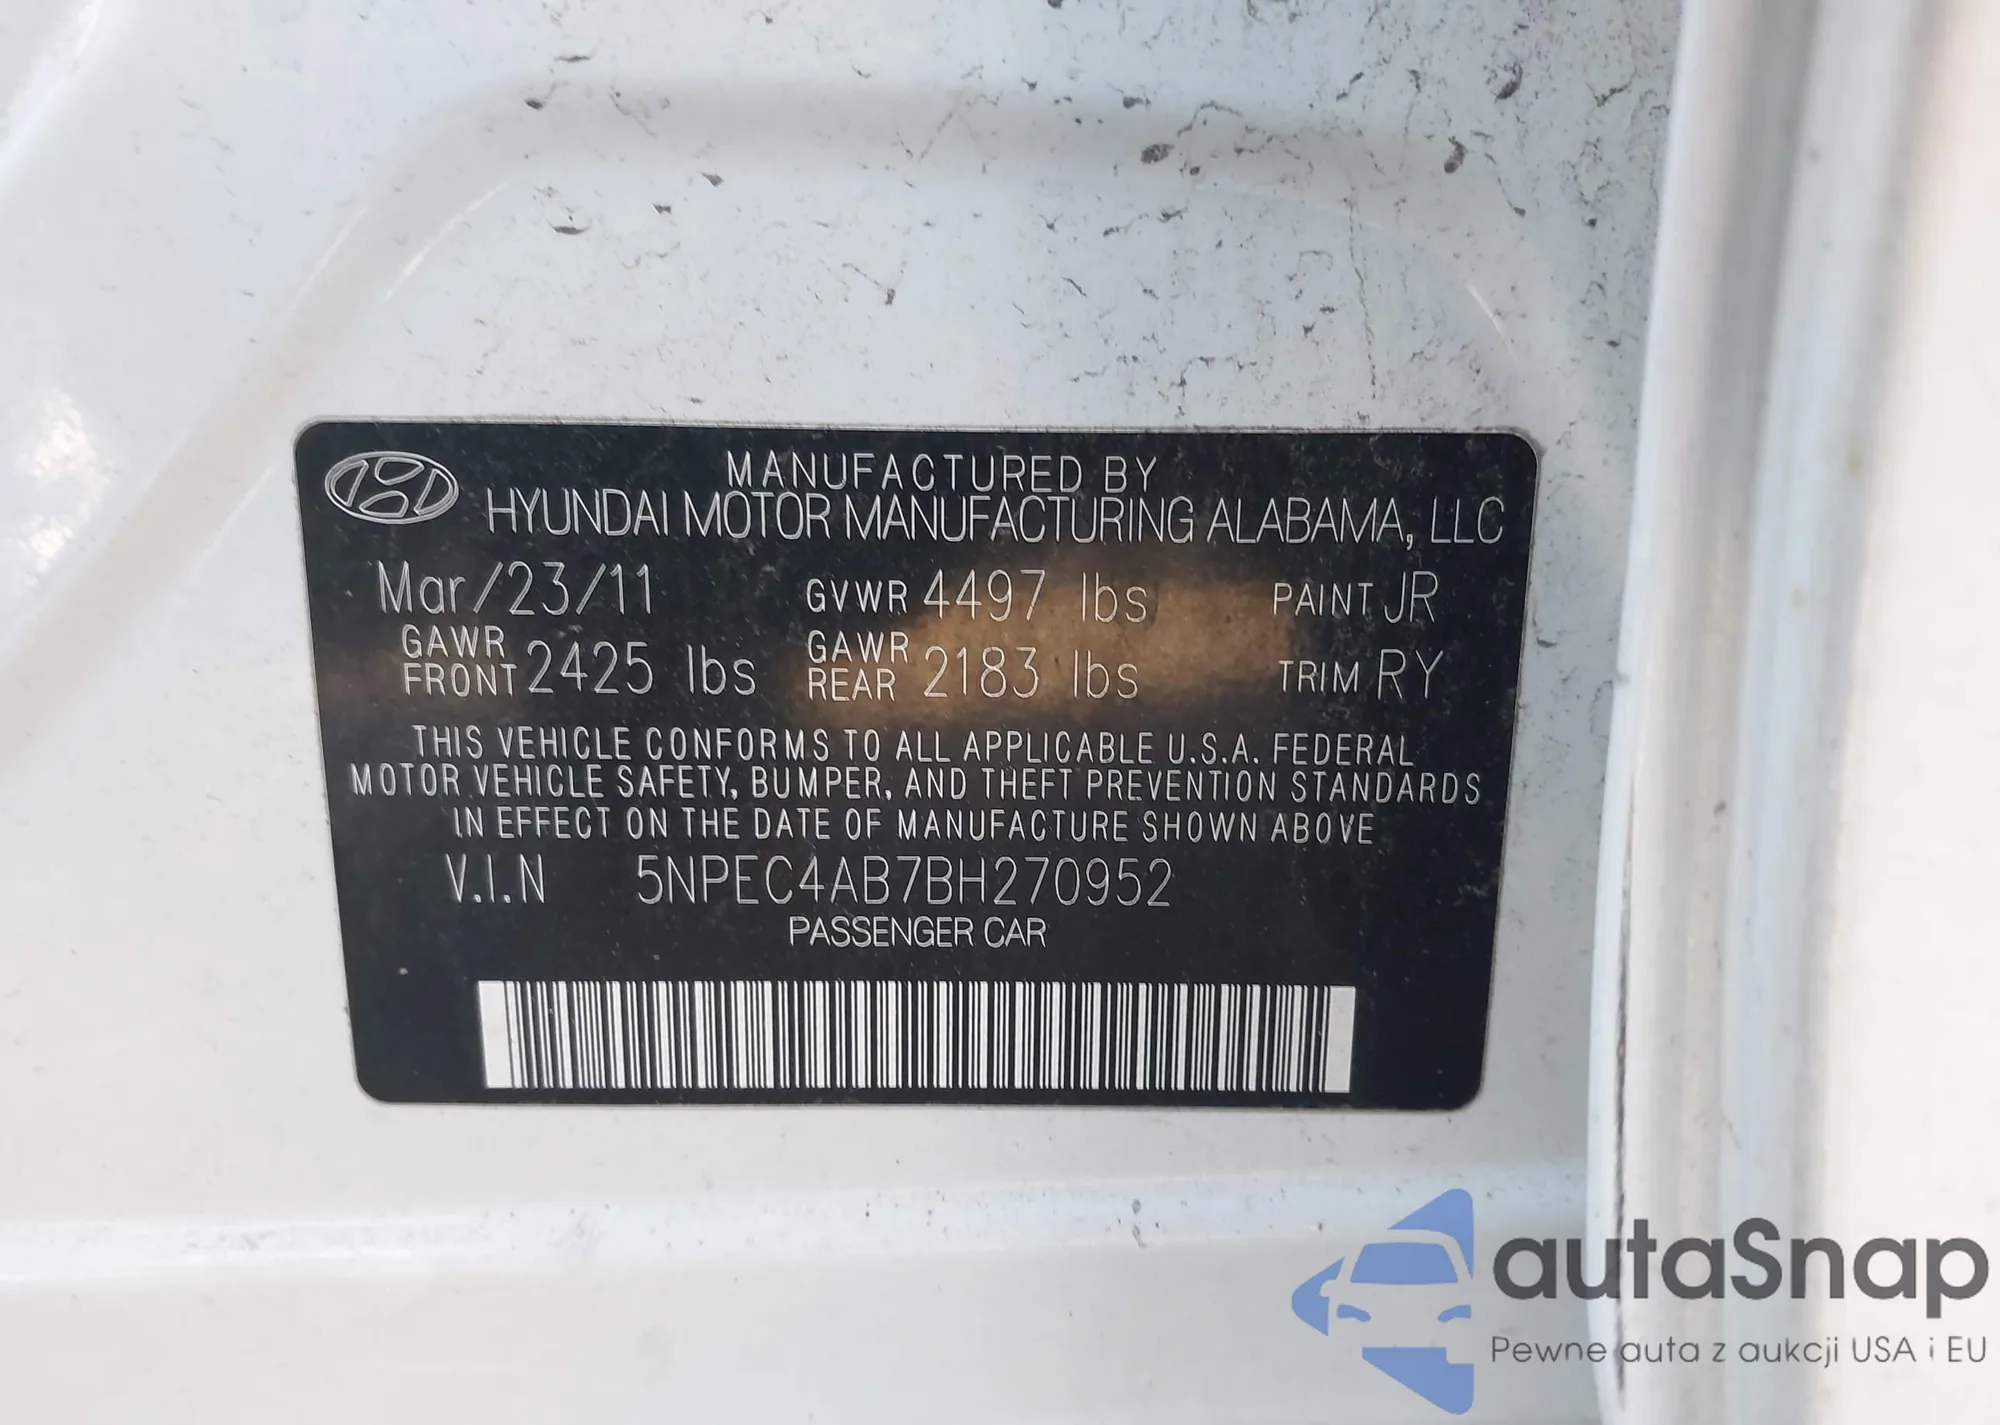 MANUFACTURED BY
HYUNDAI MOTOR MANUFACTURING ALABAMA, LLC
Mar/23/11 GVWR 4497 lbs PAINT JR
GAWR FRONT 2425 lbs GAWR REAR 2183 lbs TRIM RY
THIS VEHICLE CONFORMS TO ALL APPLICABLE U.S.A. FEDERAL
MOTOR VEHICLE SAFETY, BUMPER, AND THEFT PREVENTION STANDARDS
IN EFFECT ON THE DATE OF MANUFACTURE SHOWN ABOVE
V.I.N 5NPEC4AB7BH270952
PASSENGER CAR
autaSnap
Pewne auta z aukcji USA i EU